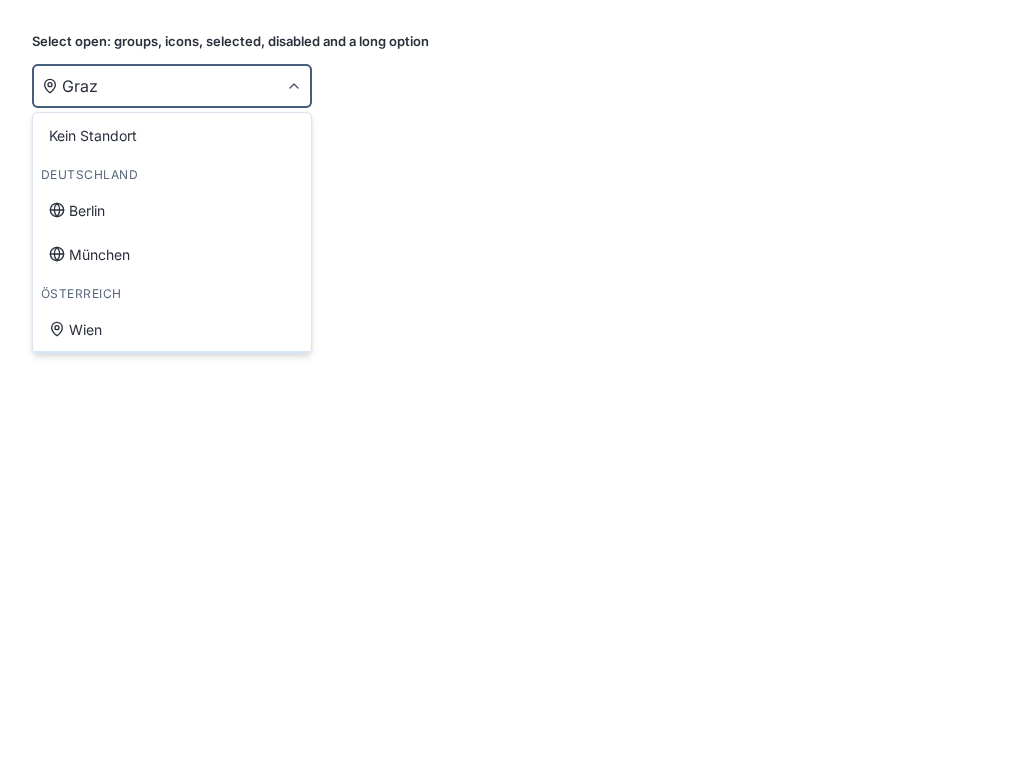 Select open: groups, icons, selected, disabled and a long option
Graz
Kein Standort
DEUTSCHLAND
Berlin
München
ÖSTERREICH
Wien